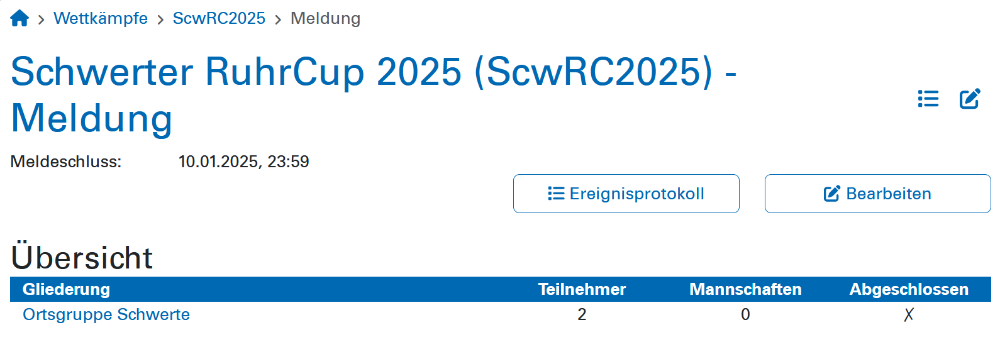 Wettkämpfe > ScwRC2025 > Meldung
Schwerter RuhrCup 2025 (ScwRC2025) -
Meldung
Meldeschluss: 10.01.2025, 23:59
Ereignisprotokoll Bearbeiten
Übersicht
Gliederung Teilnehmer Mannschaften Abgeschlossen
Ortsgruppe Schwerte 2 0 ✗